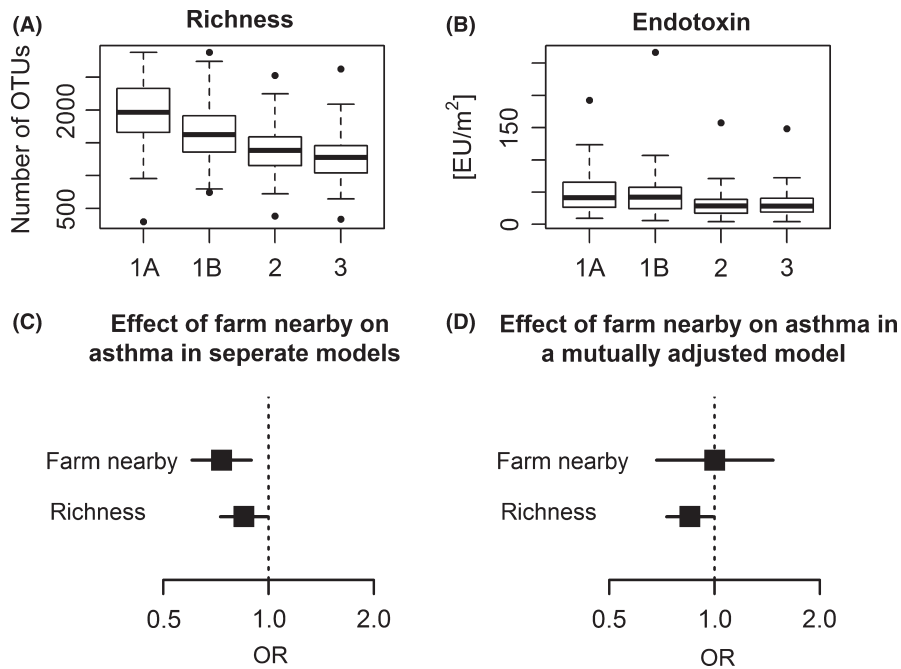 (A)
Richness
Number of OTUs
2000
500
1A
1B
2
3
(B)
Endotoxin
[EU/m²]
150
0
1A
1B
2
3
(C)
Effect of farm nearby on
asthma in seperate models
Farm nearby
Richness
0.5
1.0
2.0
OR
(D)
Effect of farm nearby on asthma in
a mutually adjusted model
Farm nearby
Richness
0.5
1.0
2.0
OR